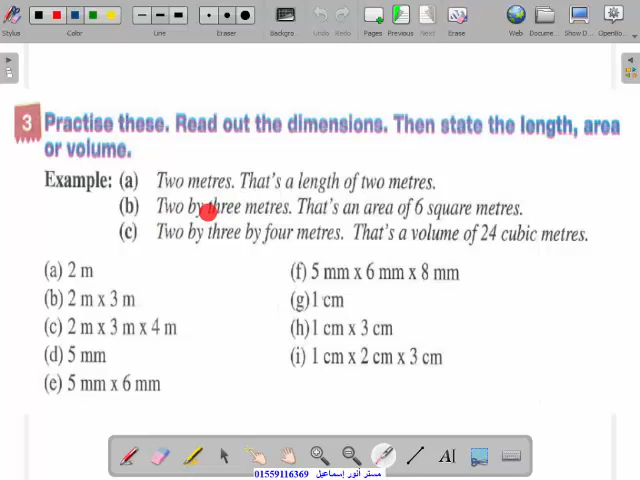 Stylus
Color
Line
Eraser
Backgro...
Undo
Redo
Pages
Previous
Next
Erase
Web
Documents
Show D...
OpenBo...
3 Practise these. Read out the dimensions. Then state the length, area
or volume.
Example: (a) Two metres. That's a length of two metres.
(b) Two by three metres. That's an area of 6 square metres.
(c) Two by three by four metres. That's a volume of 24 cubic metres.
(a) 2 m
(b) 2 m x 3 m
(c) 2 m x 3 m x 4 m
(d) 5 mm
(e) 5 mm x 6 mm
(f) 5 mm x 6 mm x 8 mm
(g) 1 cm
(h) 1 cm x 3 cm
(i) 1 cm x 2 cm x 3 cm
AI
مستر أنور إسماعيل 01559116369